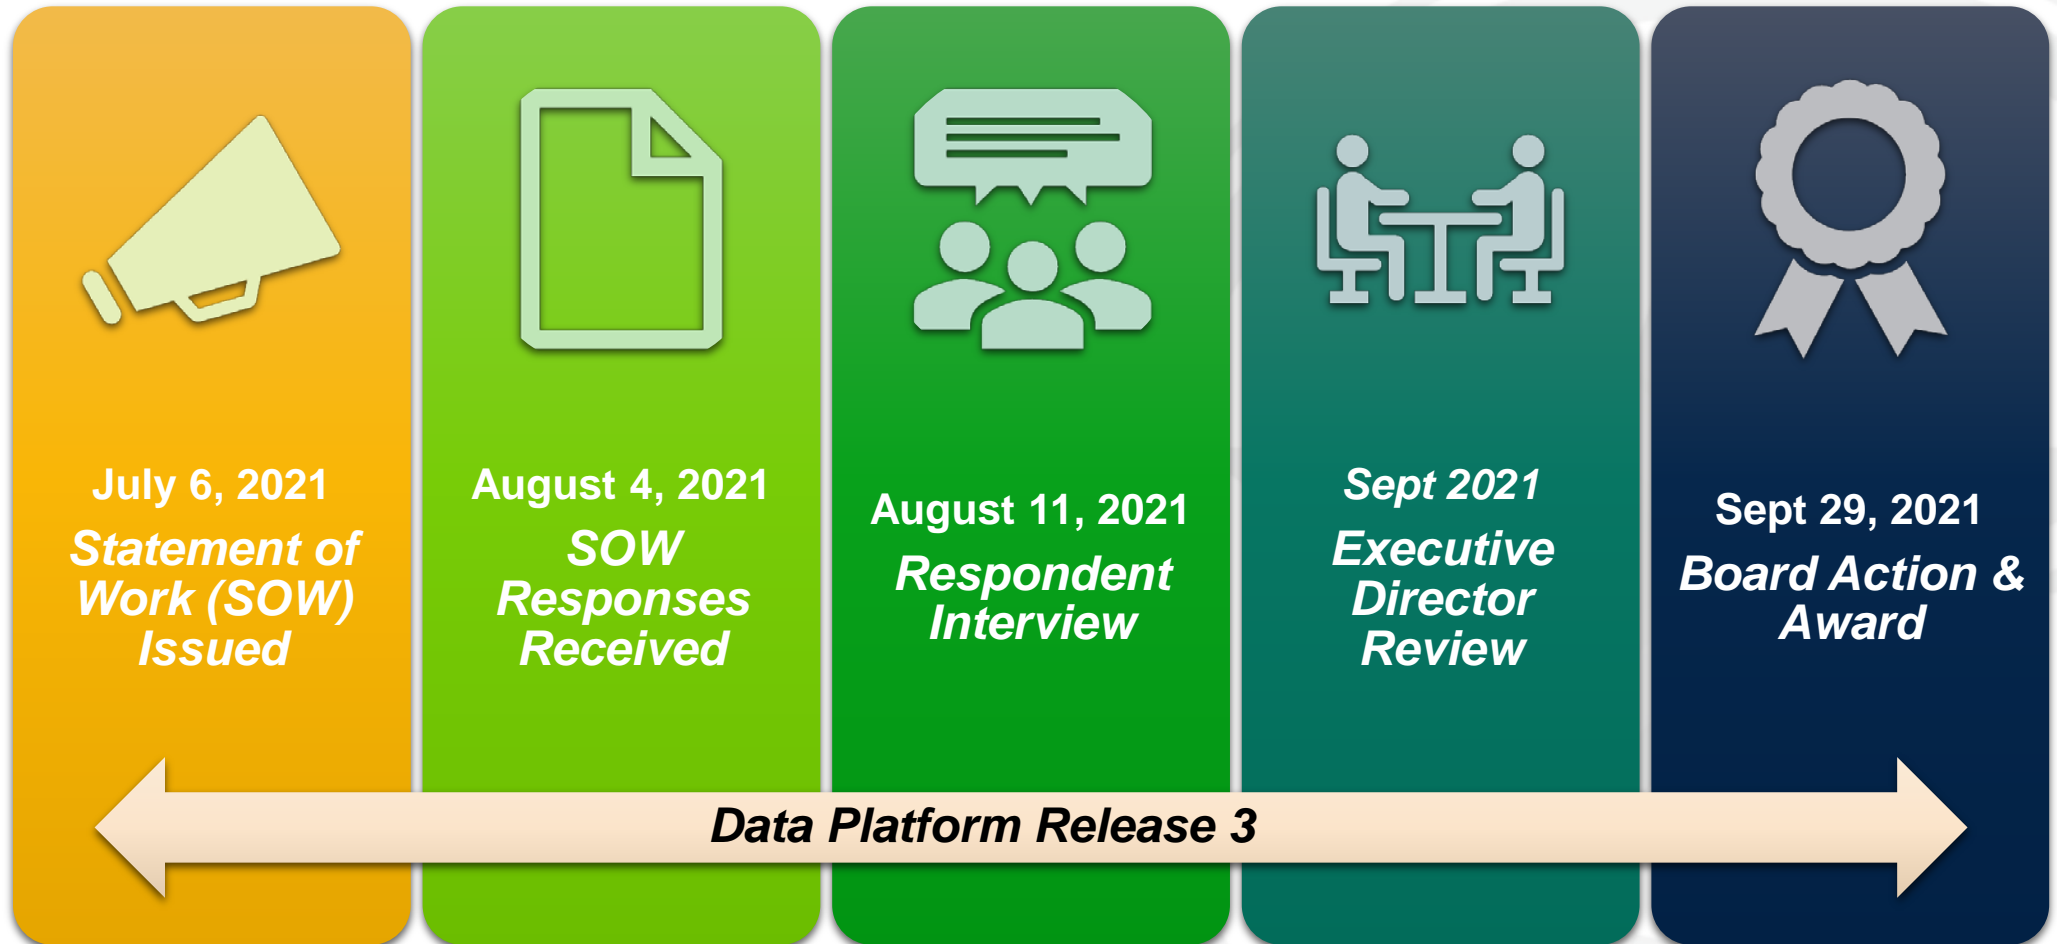 July 6, 2021
Statement of
Work (SOW)
Issued
August 4, 2021
SOW
Responses
Received
August 11, 2021
Respondent
Interview
Sept 2021
Executive
Director
Review
Sept 29, 2021
Board Action &
Award
Data Platform Release 3